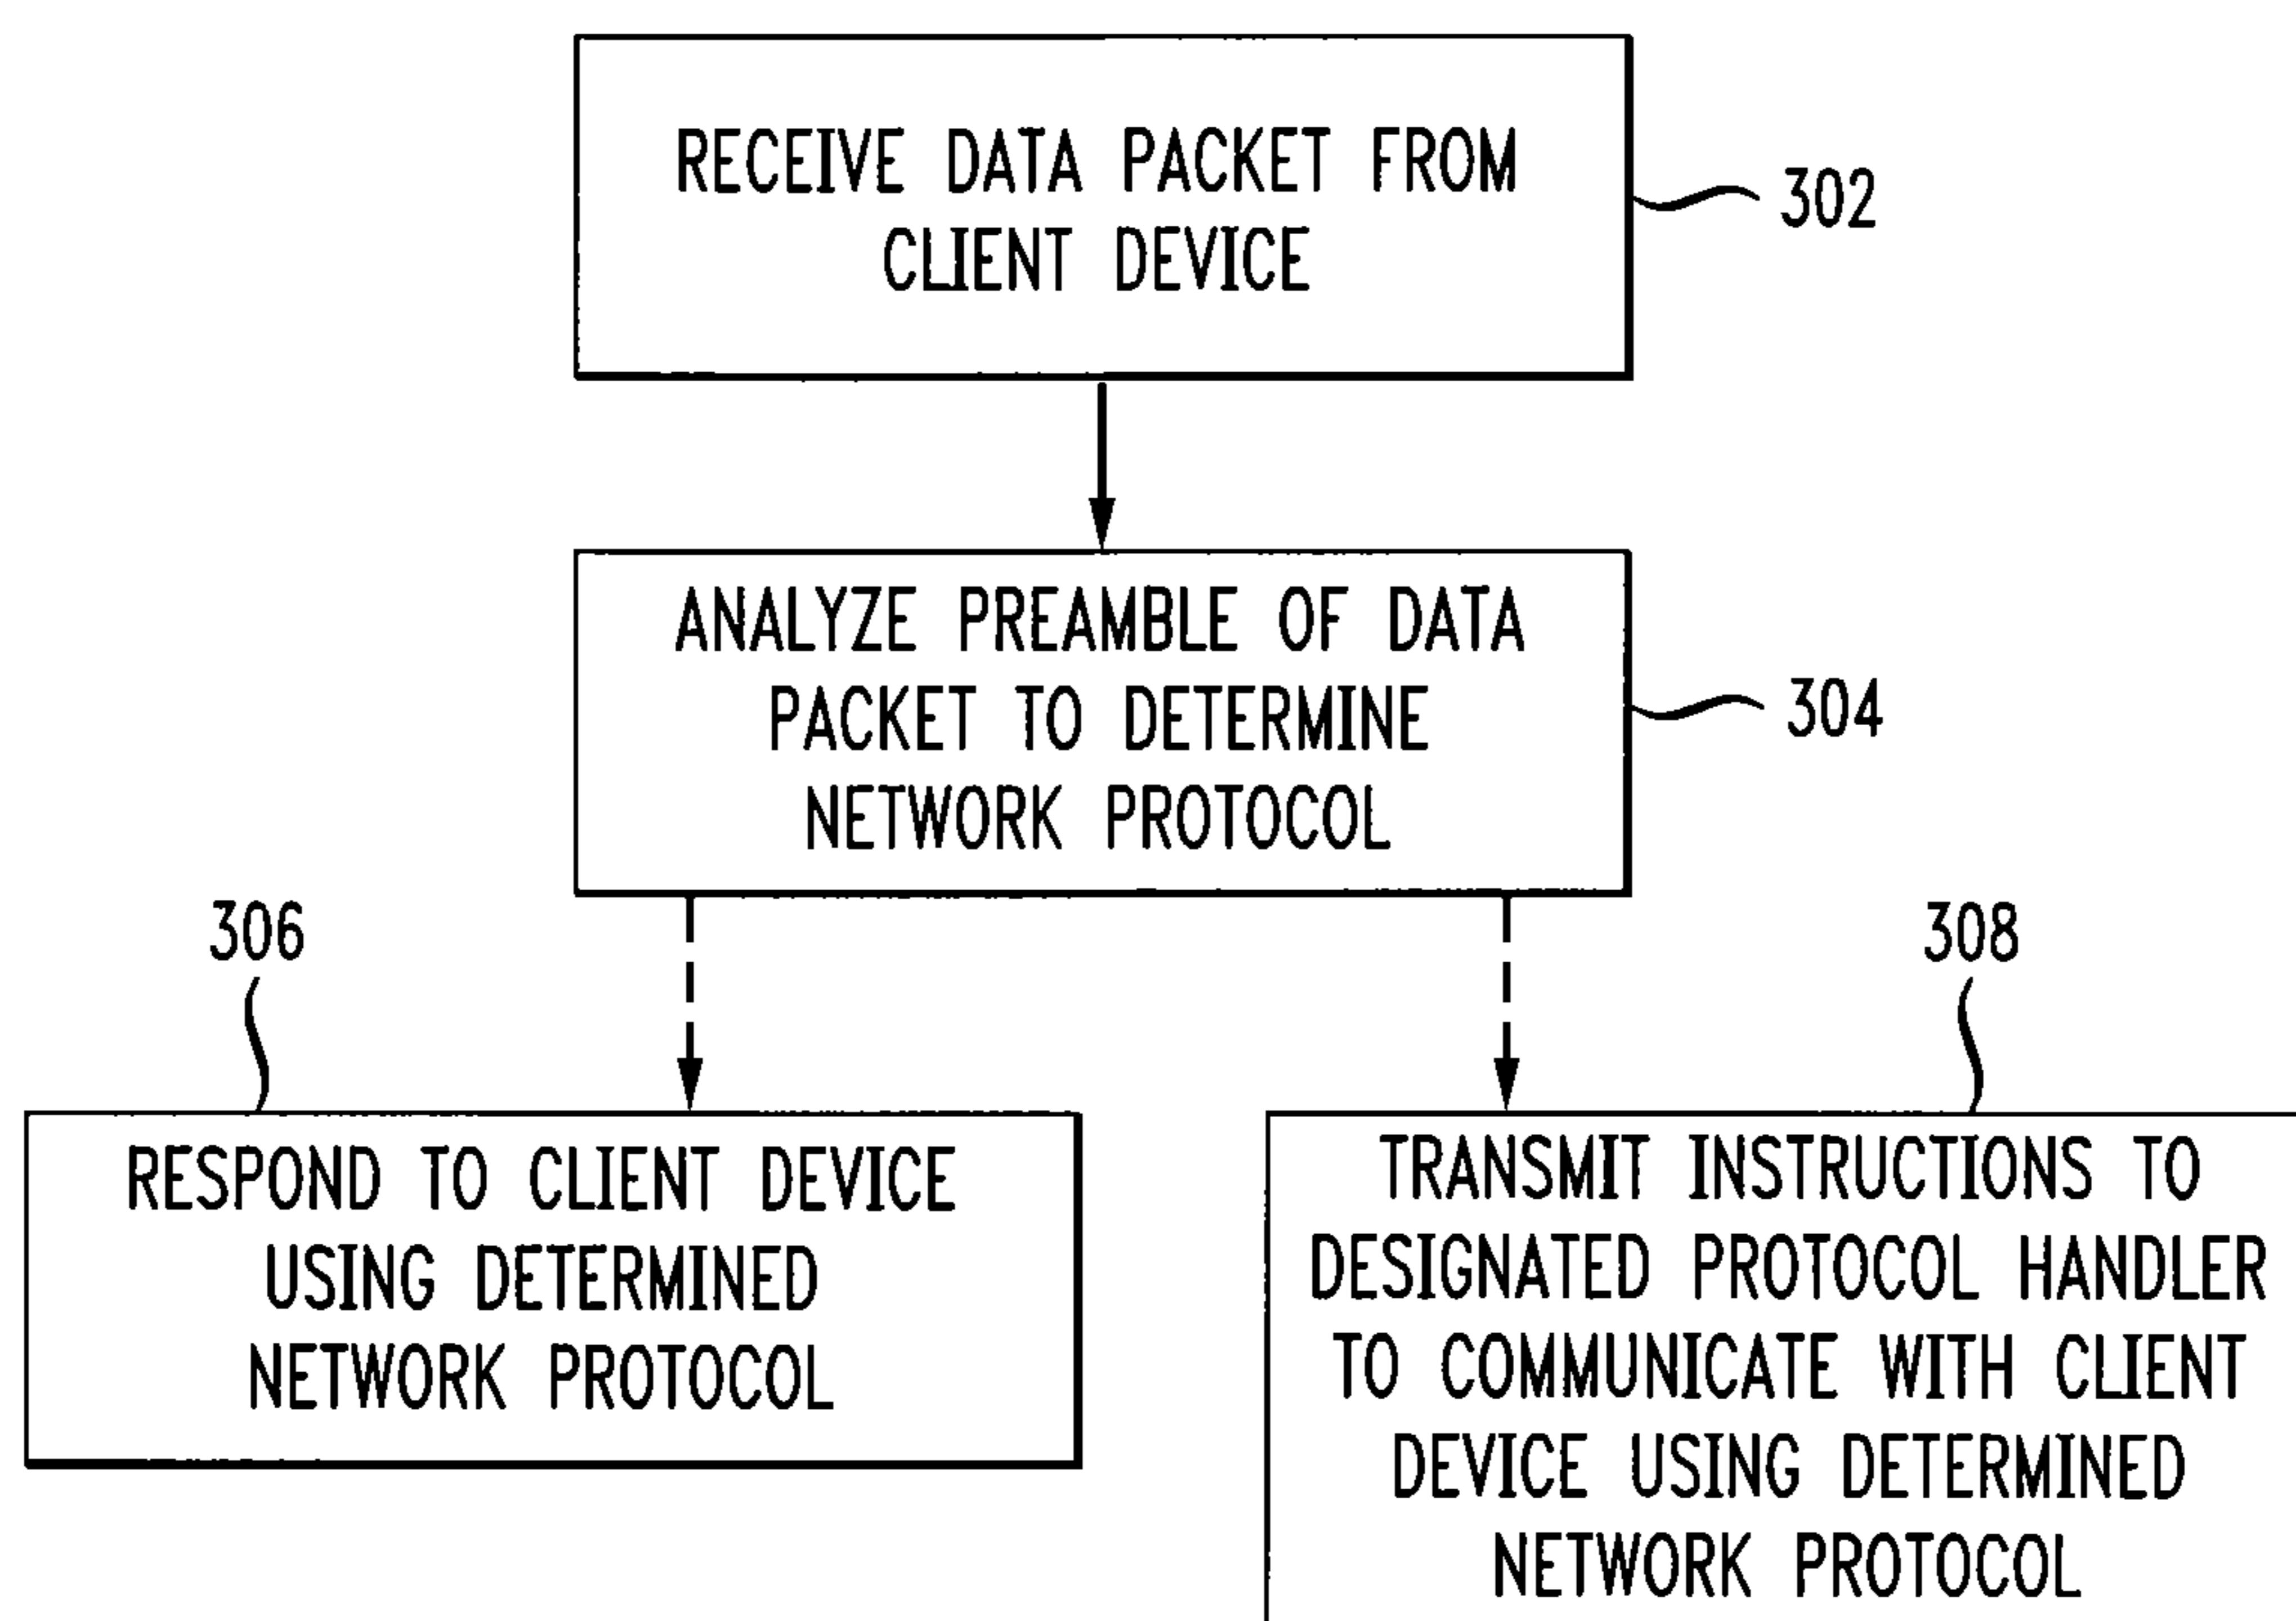 RECEIVE DATA PACKET FROM
CLIENT DEVICE
302
ANALYZE PREAMBLE OF DATA
PACKET TO DETERMINE
NETWORK PROTOCOL
304
306
308
RESPOND TO CLIENT DEVICE
USING DETERMINED
NETWORK PROTOCOL
TRANSMIT INSTRUCTIONS TO
DESIGNATED PROTOCOL HANDLER
TO COMMUNICATE WITH CLIENT
DEVICE USING DETERMINED
NETWORK PROTOCOL